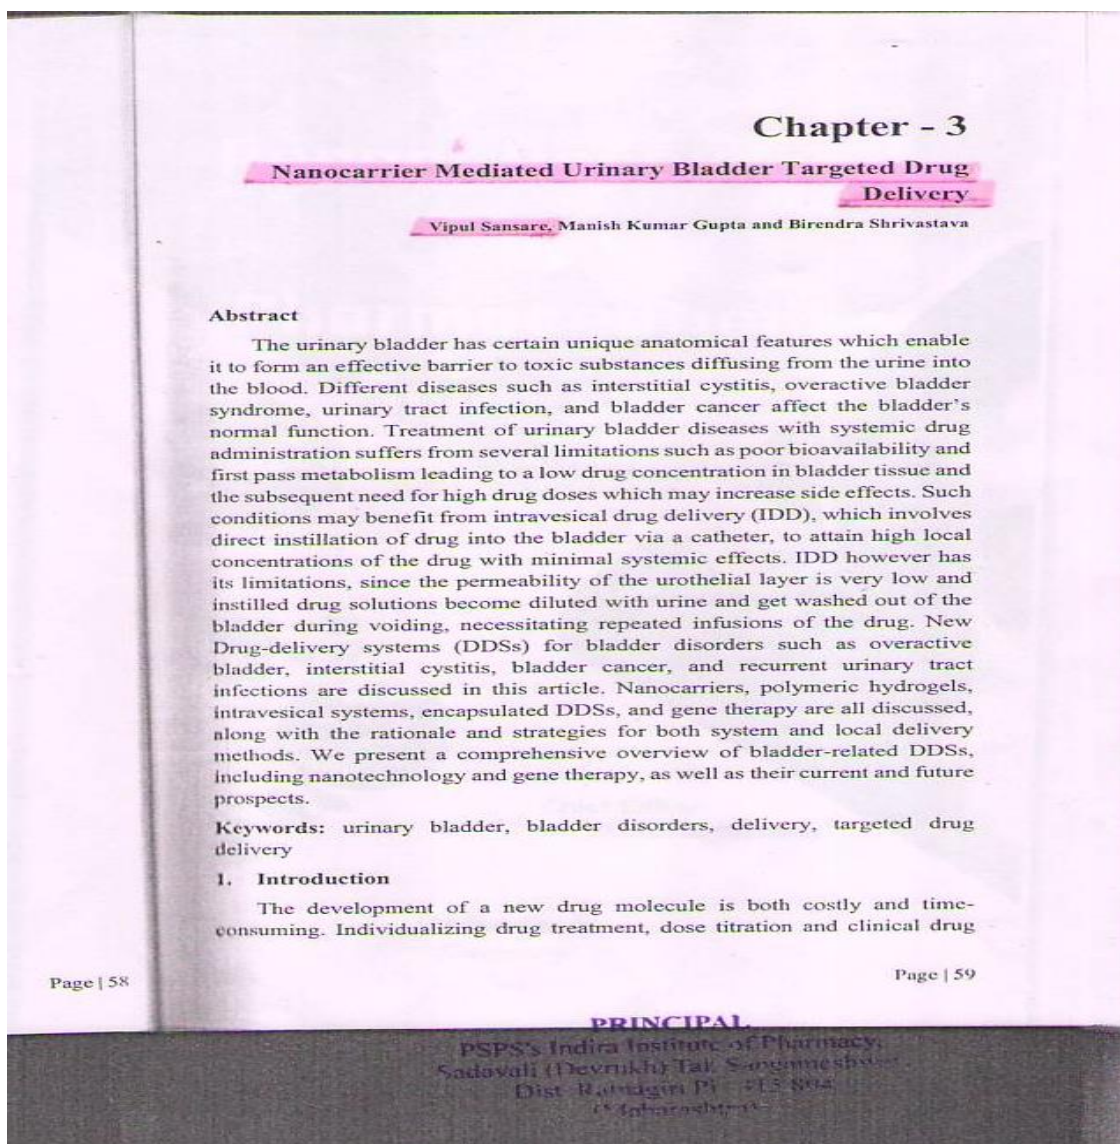 Chapter - 3
Nanocarrier Mediated Urinary Bladder Targeted Drug
Delivery
Vipul Sansare, Manish Kumar Gupta and Birendra Shrivastava
Abstract
The urinary bladder has certain unique anatomical features which enable
it to form an effective barrier to toxic substances diffusing from the urine into
the blood. Different diseases such as interstitial cystitis, overactive bladder
syndrome, urinary tract infection, and bladder cancer affect the bladder's
normal function. Treatment of urinary bladder diseases with systemic drug
administration suffers from several limitations such as poor bioavailability and
first pass metabolism leading to a low drug concentration in bladder tissue and
the subsequent need for high drug doses which may increase side effects. Such
conditions may benefit from intravesical drug delivery (IDD), which involves
direct instillation of drug into the bladder via a catheter, to attain high local
concentrations of the drug with minimal systemic effects. IDD however has
its limitations, since the permeability of the urothelial layer is very low and
instilled drug solutions become diluted with urine and get washed out of the
bladder during voiding, necessitating repeated infusions of the drug. New
Drug-delivery systems (DDSs) for bladder disorders such as overactive
bladder, interstitial cystitis, bladder cancer, and recurrent urinary tract
infections are discussed in this article. Nanocarriers, polymeric hydrogels,
intravesical systems, encapsulated DDSs, and gene therapy are all discussed,
along with the rationale and strategies for both system and local delivery
methods. We present a comprehensive overview of bladder-related DDSs,
including nanotechnology and gene therapy, as well as their current and future
prospects.
Keywords: urinary bladder, bladder disorders, delivery, targeted drug
delivery
1. Introduction
The development of a new drug molecule is both costly and time-
consuming. Individualizing drug treatment, dose titration and clinical drug
Page | 58
Page | 59
PRINCIPAL
PSPS's Indira Institute of Pharmacy,
Sadavali (Devrukh) Tal. Sangameshwar
Dist
(Maharashtra)